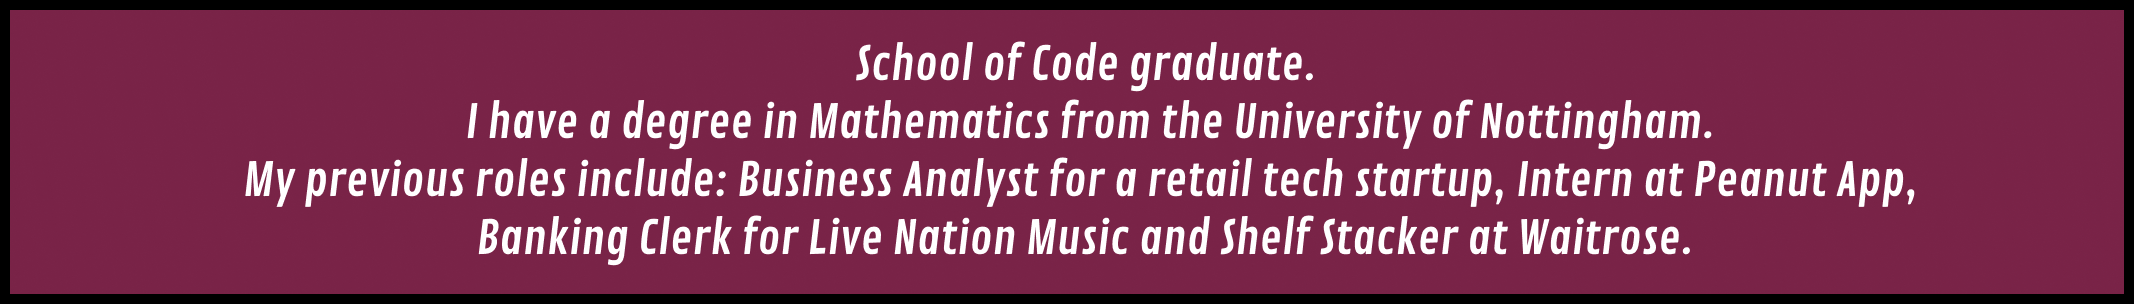 School of Code graduate.
I have a degree in Mathematics from the University of Nottingham.
My previous roles include: Business Analyst for a retail tech startup, Intern at Peanut App,
Banking Clerk for Live Nation Music and Shelf Stacker at Waitrose.